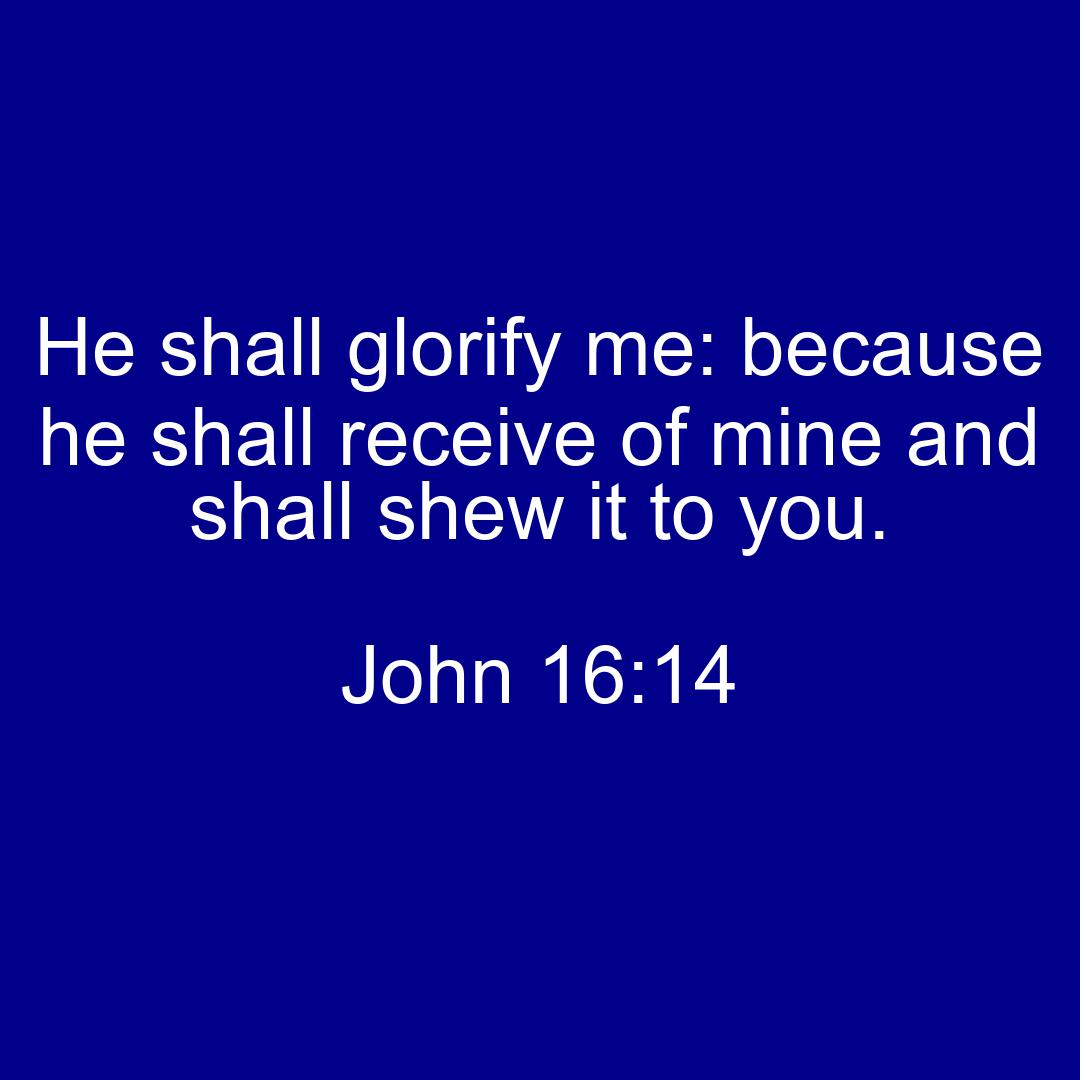 He shall glorify me: because
he shall receive of mine and
shall shew it to you.
John 16:14